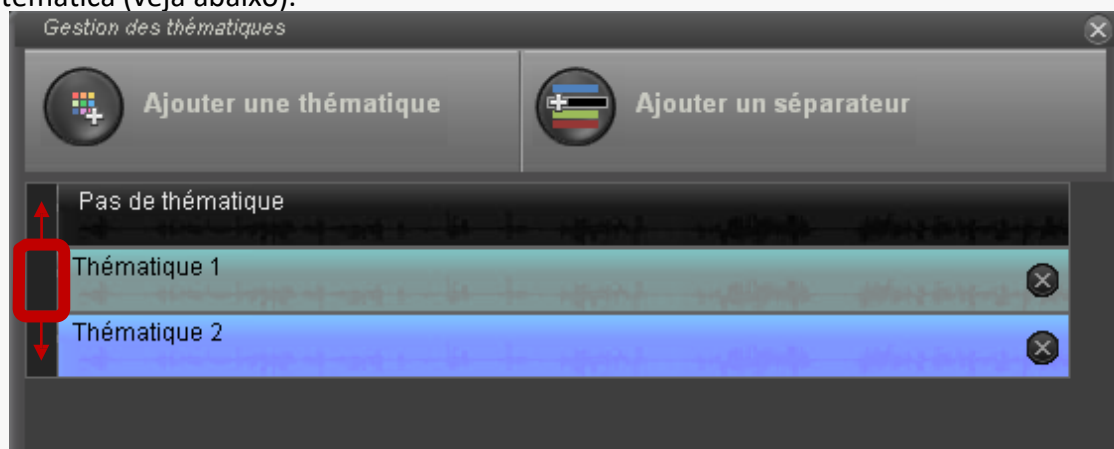 temática (veja abaixo):
Gestion des thématiques
Ajouter une thématique
Ajouter un séparateur
Pas de thématique
Thématique 1
Thématique 2